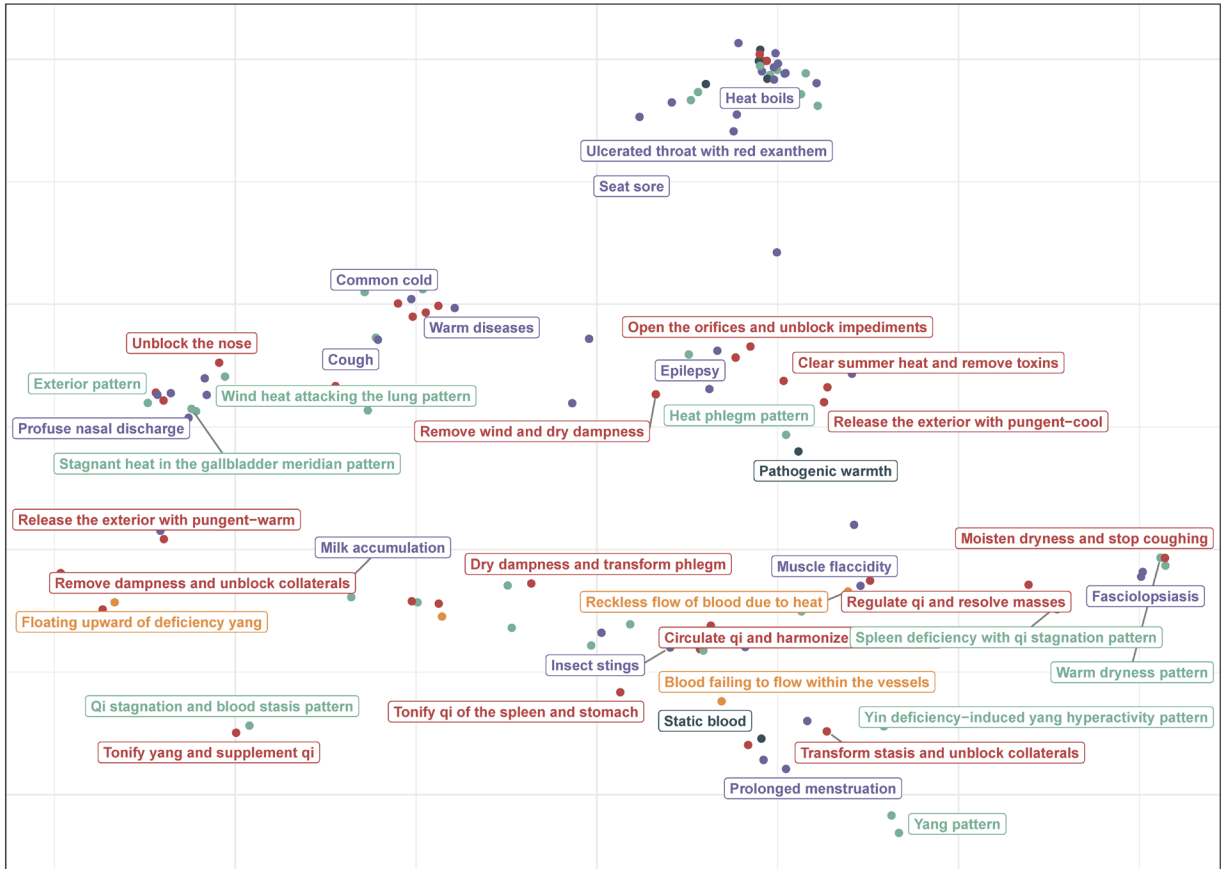 Heat boils
Ulcerated throat with red exanthem
Seat sore
Common cold
Warm diseases
Open the orifices and unblock impediments
Unblock the nose
Cough
Clear summer heat and remove toxins
Epilepsy
Exterior pattern
Wind heat attacking the lung pattern
Heat phlegm pattern
Release the exterior with pungent−cool
Profuse nasal discharge
Remove wind and dry dampness
Stagnant heat in the gallbladder meridian pattern
Pathogenic warmth
Release the exterior with pungent−warm
Moisten dryness and stop coughing
Milk accumulation
Dry dampness and transform phlegm
Muscle flaccidity
Remove dampness and unblock collaterals
Reckless flow of blood due to heat
Regulate qi and resolve masses
Fasciolopsiasis
Floating upward of deficiency yang
Circulate qi and harmonize
Spleen deficiency with qi stagnation pattern
Insect stings
Warm dryness pattern
Blood failing to flow within the vessels
Qi stagnation and blood stasis pattern
Tonify qi of the spleen and stomach
Static blood
Yin deficiency−induced yang hyperactivity pattern
Tonify yang and supplement qi
Transform stasis and unblock collaterals
Prolonged menstruation
Yang pattern